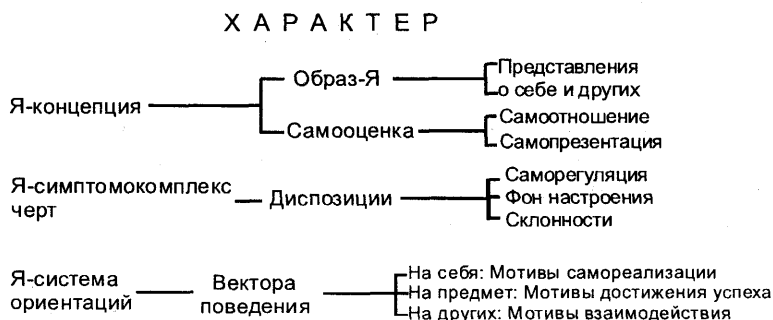 ХАРАКТЕР
Я-концепция
Образ-Я
Представления
о себе и других
Самооценка
Самоотношение
Самопрезентация
Я-симптомокомплекс
черт
Диспозиции
Саморегуляция
Фон настроения
Склонности
Я-система
ориентаций
Вектора
поведения
На себя: Мотивы самореализации
На предмет: Мотивы достижения успеха
На других: Мотивы взаимодействия